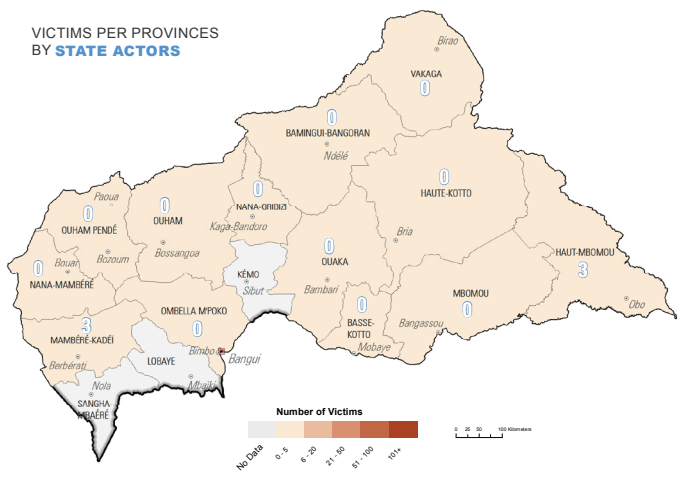 VICTIMS PER PROVINCES
BY STATE ACTORS
Birao
VAKAGA
0
0
BAMINGUI-BANGORAN
Ndélé
0
HAUTE-KOTTO
Bria
0
NANA-GRIBIZI
Kaga-Bandoro
Paoua
0
OUHAM PENDÉ
Bozoum
0
OUHAM
Bossangoa
Bouar
0
NANA-MAMBÉRÉ
KÉMO
Sibut
0
OUAKA
Bambari
HAUT-MBOMOU
3
Obo
MBOMOU
0
Bangassou
0
BASSE-
KOTTO
Mobaye
OMBELLA M'POKO
0
Bimbo
Bangui
3
MAMBÉRÉ-KADÉÏ
Berbérati
LOBAYE
Mbaïki
Nola
SANGHA
MBAÉRÉ
Number of Victims
No Data
0 - 5
6 - 20
21 - 50
51 - 100
101+
0 25 50 100 Kilometers